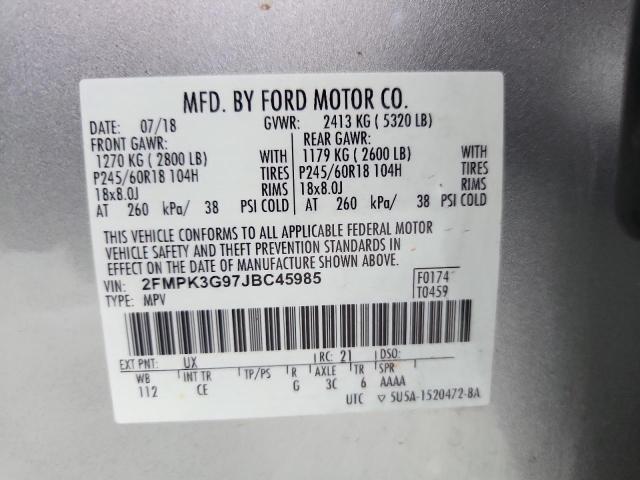 MFD. BY FORD MOTOR CO.
DATE: 07/18 GVWR: 2413 KG ( 5320 LB)
FRONT GAWR: REAR GAWR:
1270 KG ( 2800 LB) WITH 1179 KG ( 2600 LB) WITH
P245/60R18 104H TIRES P245/60R18 104H TIRES
18x8.0J RIMS 18x8.0J RIMS
AT 260 kPa/ 38 PSI COLD AT 260 kPa/ 38 PSI COLD
THIS VEHICLE CONFORMS TO ALL APPLICABLE FEDERAL MOTOR
VEHICLE SAFETY AND THEFT PREVENTION STANDARDS IN
EFFECT ON THE DATE OF MANUFACTURE SHOWN ABOVE.
VIN: 2FMPK3G97JBC45985 F0174
TYPE: MPV T0459
EXT PNT: UX RC: 21 DSO:
WB INT TR TP/PS R AXLE TR SPR
112 CE G 3C 6 AAAA
UTC ▽ 5U5A-1520472-BA